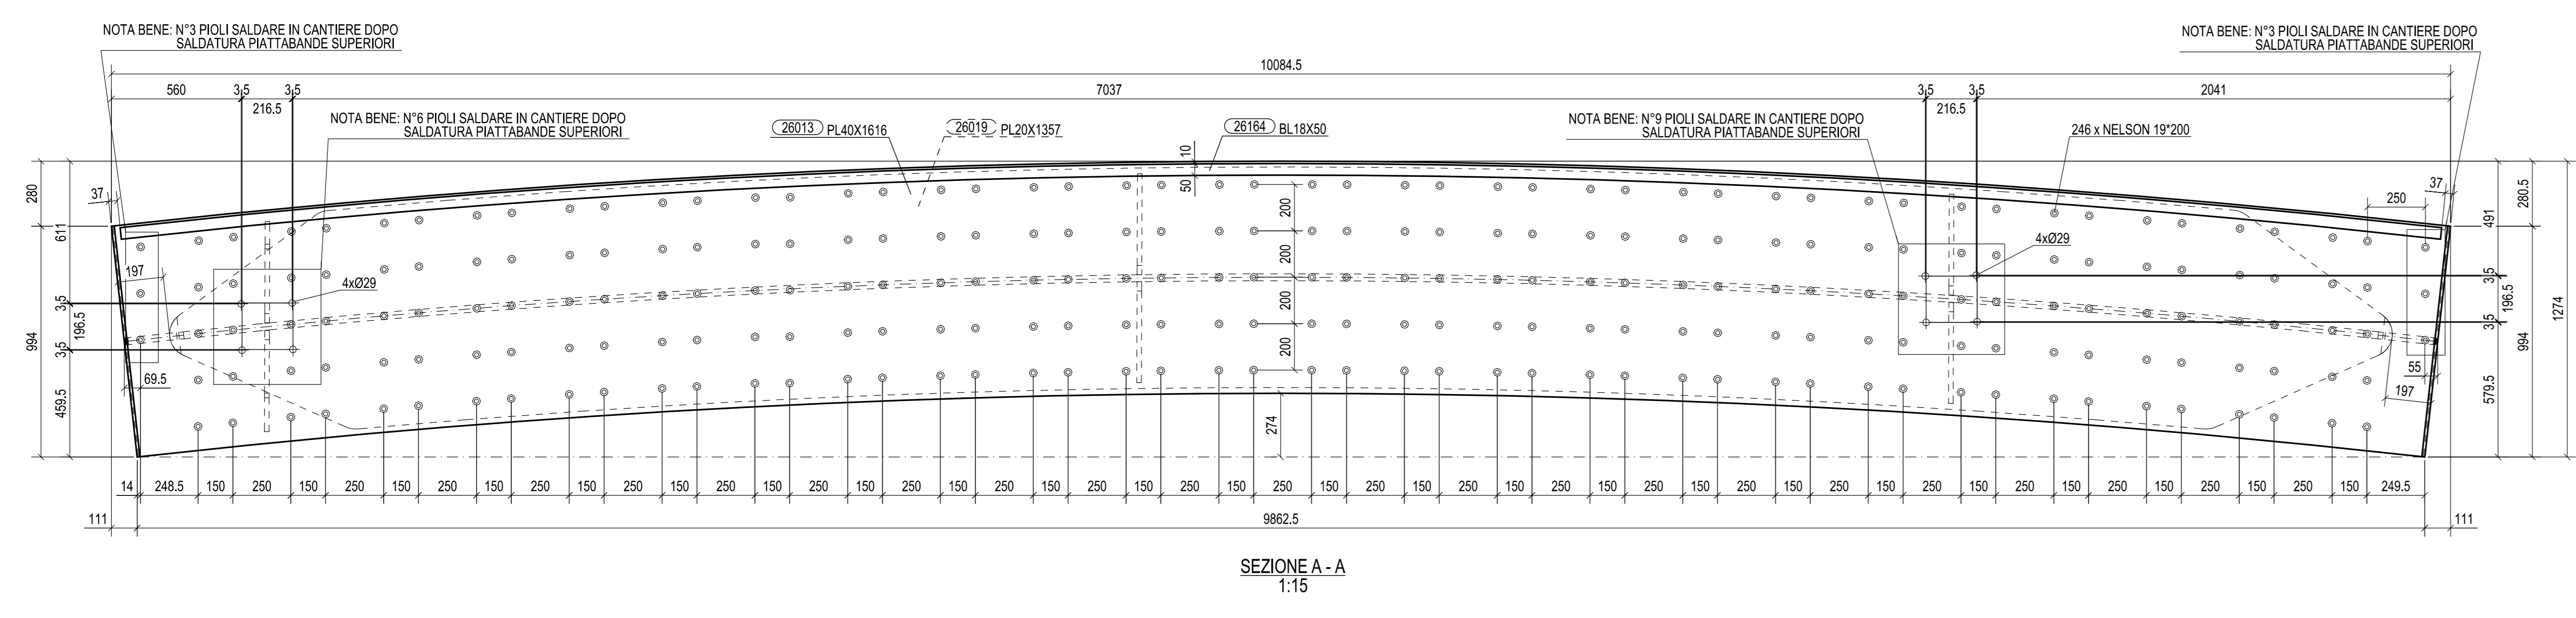 NOTA BENE: N°3 PIOLI SALDARE IN CANTIERE DOPO
SALDATURA PIATTABANDE SUPERIORI
NOTA BENE: N°3 PIOLI SALDARE IN CANTIERE DOPO
SALDATURA PIATTABANDE SUPERIORI
10084.5
560
3.5
216.5
3.5
7037
3.5
216.5
3.5
2041
NOTA BENE: N°6 PIOLI SALDARE IN CANTIERE DOPO
SALDATURA PIATTABANDE SUPERIORI
26013 PL40X1616
26019 PL20X1357
26164 BL18X50
NOTA BENE: N°9 PIOLI SALDARE IN CANTIERE DOPO
SALDATURA PIATTABANDE SUPERIORI
246 x NELSON 19*200
10
50
280
611
37
197
4xØ29
3.5
196.5
3.5
994
459.5
69.5
200
200
200
200
274
250
37
491
280.5
4xØ29
3.5
196.5
3.5
1274
994
579.5
55
197
14 248.5 150 250 150 250 150 250 150 250 150 250 150 250 150 250 150 250 150 250 150 250 150 250 150 250 150 250 150 250 150 250 150 250 150 250 150 250 150 250 150 250 150 250 150 250 150 250 150 249.5
111 9862.5 111
SEZIONE A - A
1:15